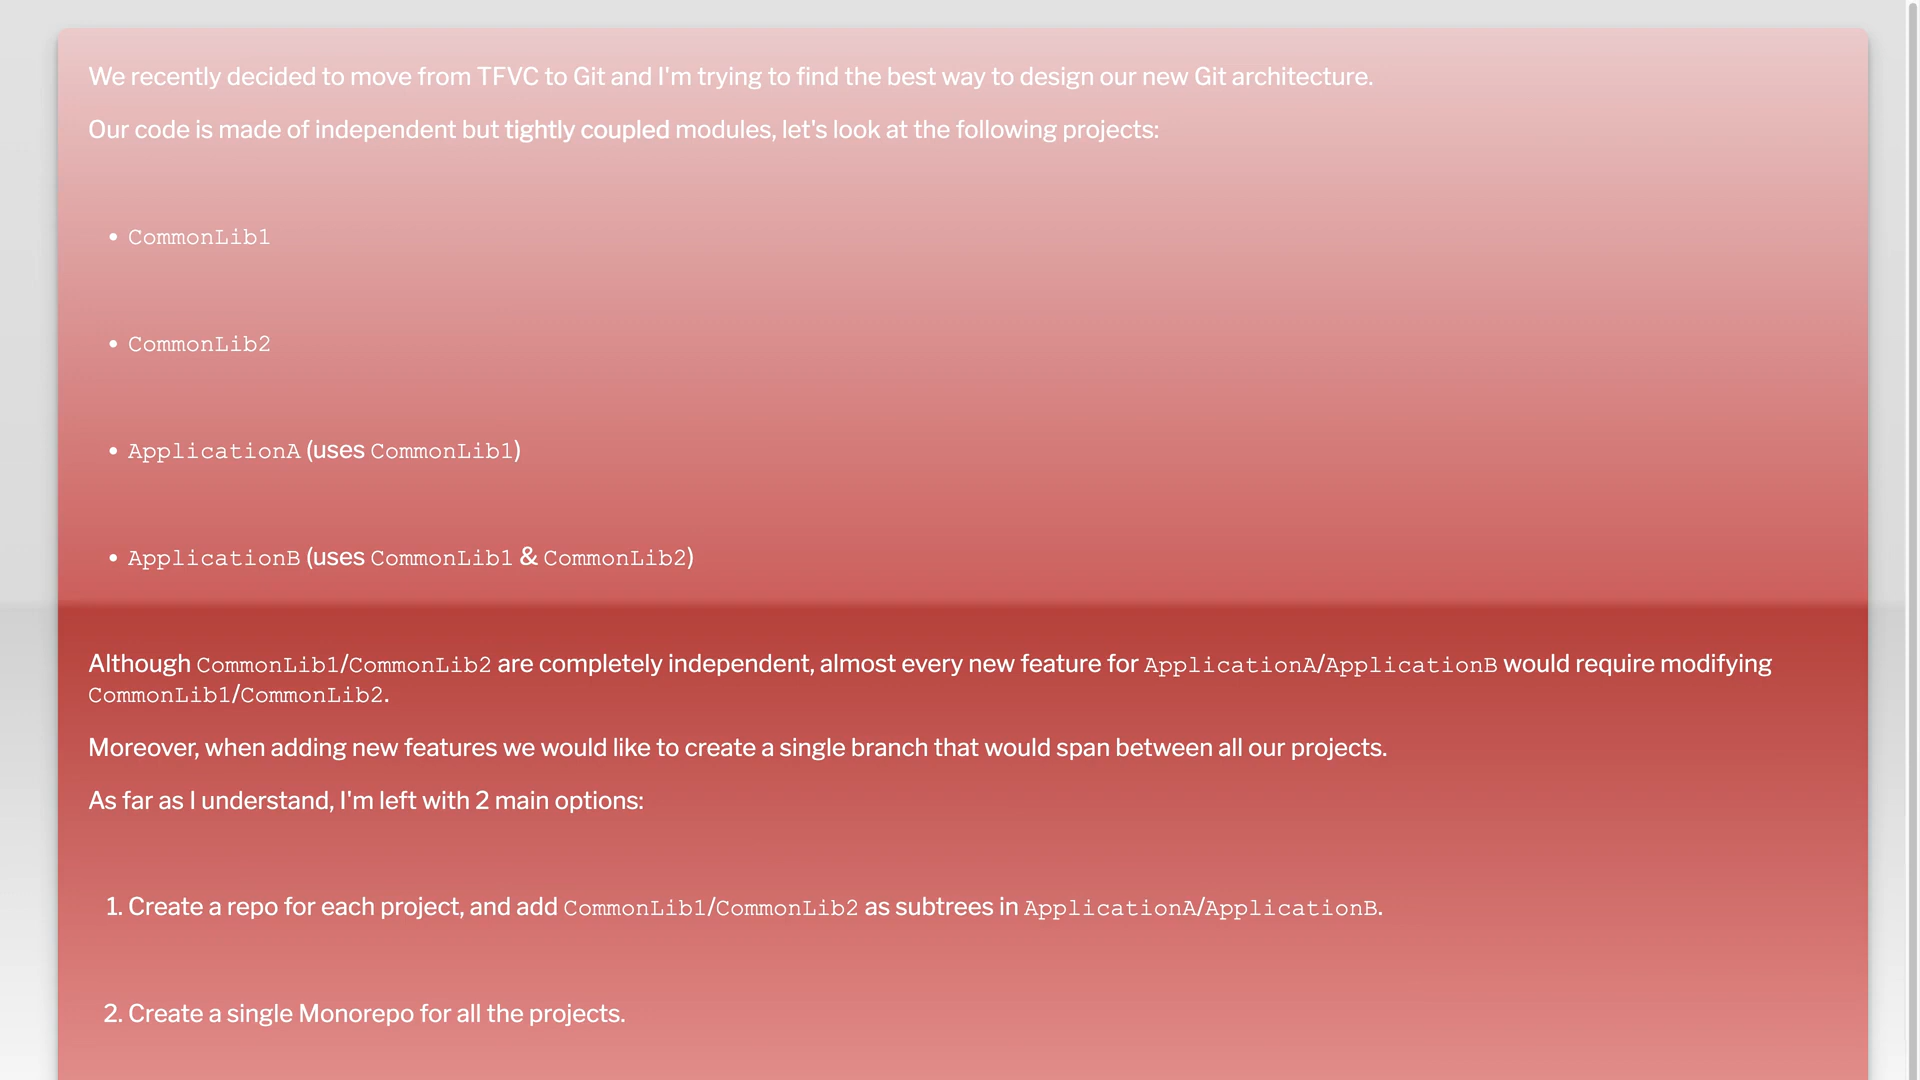 We recently decided to move from TFVC to Git and I'm trying to find the best way to design our new Git architecture.
Our code is made of independent but tightly coupled modules, let's look at the following projects:
• CommonLib1
• CommonLib2
• ApplicationA (uses CommonLib1)
• ApplicationB (uses CommonLib1 & CommonLib2)
Although CommonLib1/CommonLib2 are completely independent, almost every new feature for ApplicationA/ApplicationB would require modifying
CommonLib1/CommonLib2.
Moreover, when adding new features we would like to create a single branch that would span between all our projects.
As far as I understand, I'm left with 2 main options:
1. Create a repo for each project, and add CommonLib1/CommonLib2 as subtrees in ApplicationA/ApplicationB.
2. Create a single Monorepo for all the projects.